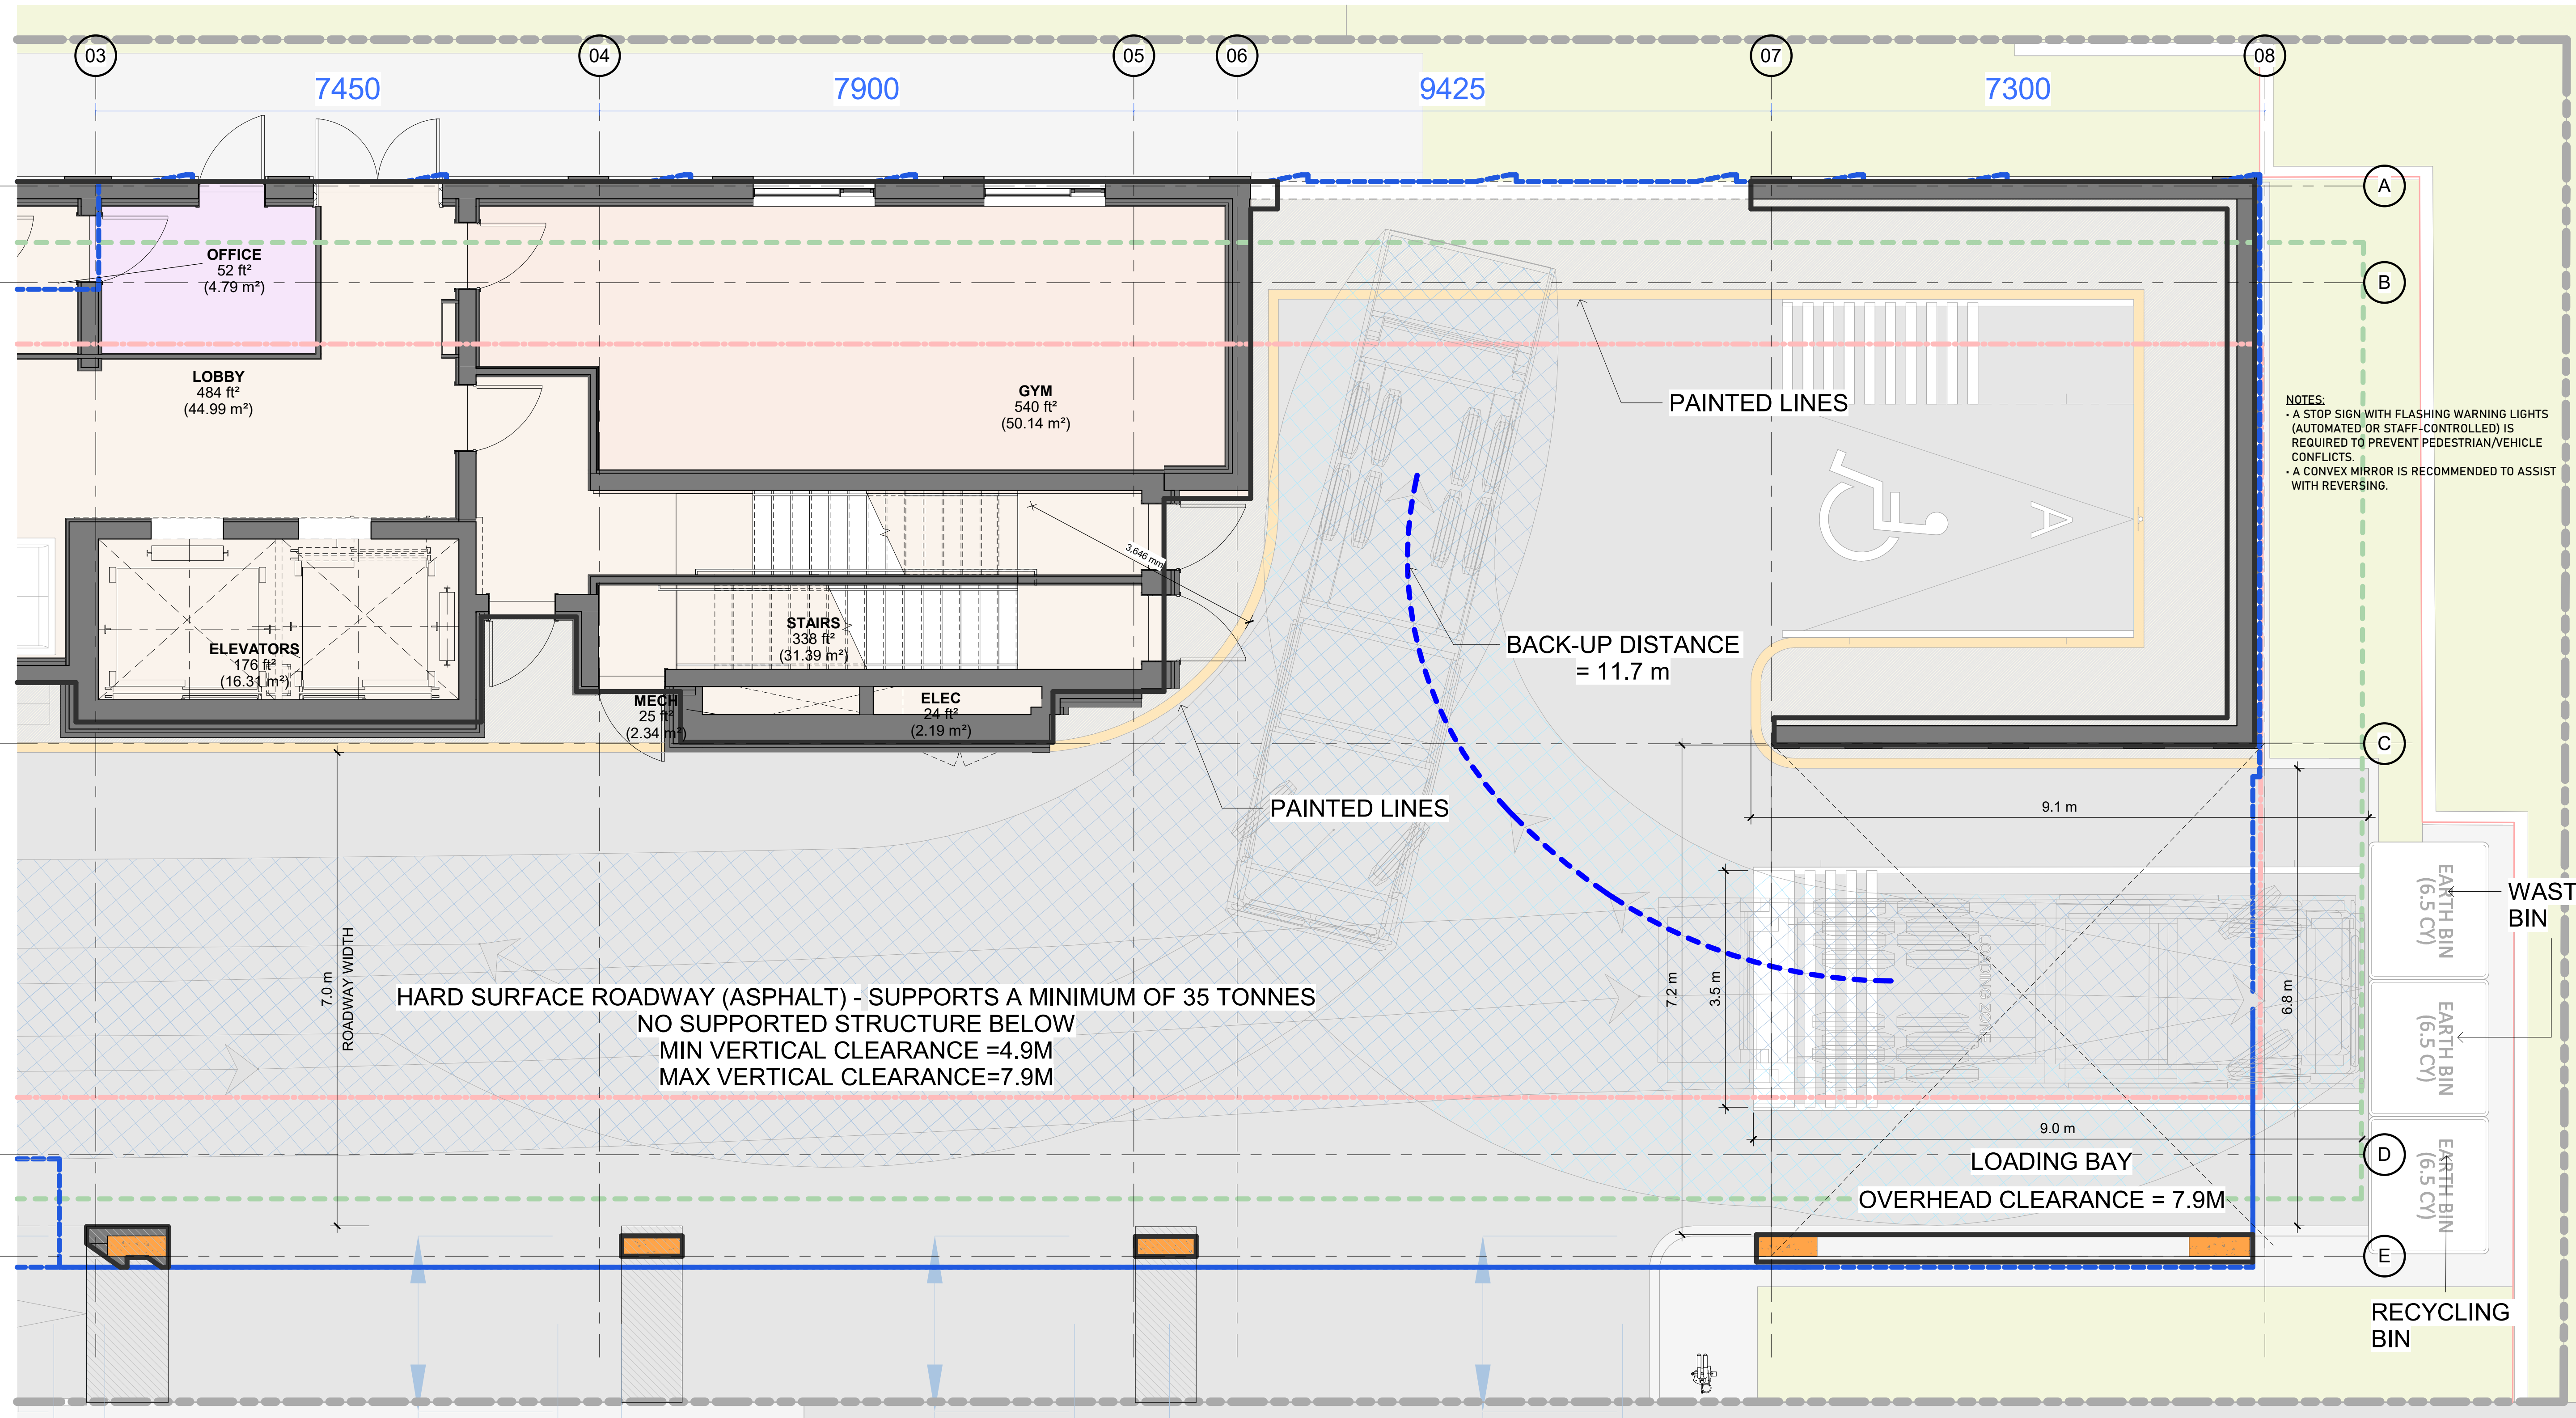 03
04
05
06
07
08
7450
7900
9425
7300
A
B
C
D
E
OFFICE
52 ft²
(4.79 m²)
LOBBY
484 ft²
(44.99 m²)
GYM
540 ft²
(50.14 m²)
PAINTED LINES
NOTES:
• A STOP SIGN WITH FLASHING WARNING LIGHTS
(AUTOMATED OR STAFF-CONTROLLED) IS
REQUIRED TO PREVENT PEDESTRIAN/VEHICLE
CONFLICTS.
• A CONVEX MIRROR IS RECOMMENDED TO ASSIST
WITH REVERSING.
A
3,646 mm
STAIRS
338 ft²
(31.39 m²)
ELEVATORS
176 ft²
(16.31 m²)
BACK-UP DISTANCE
= 11.7 m
MECH
25 ft²
(2.34 m²)
ELEC
24 ft²
(2.19 m²)
PAINTED LINES
9.1 m
7.0 m
ROADWAY WIDTH
HARD SURFACE ROADWAY (ASPHALT) - SUPPORTS A MINIMUM OF 35 TONNES
NO SUPPORTED STRUCTURE BELOW
MIN VERTICAL CLEARANCE =4.9M
MAX VERTICAL CLEARANCE=7.9M
7.2 m
3.5 m
LOADING ZONE
6.8 m
9.0 m
LOADING BAY
OVERHEAD CLEARANCE = 7.9M
EARTH BIN
(6.5 CY)
EARTH BIN
(6.5 CY)
EARTH BIN
(6.5 CY)
WAST
BIN
RECYCLING
BIN